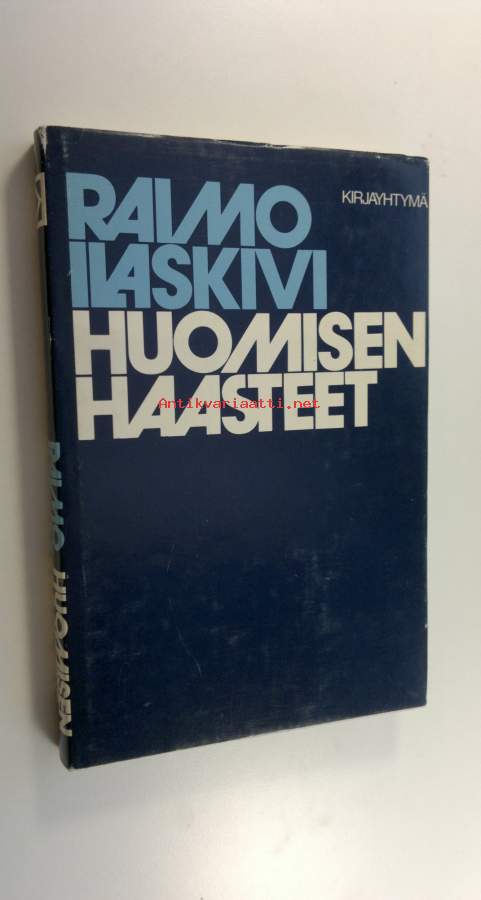 KIRJAYHTYMÄ
RAIMO
ILASKIVI
HUOMISEN
HAASTEET
Antikvariaatti.net
RAIMO
HUOMISEN